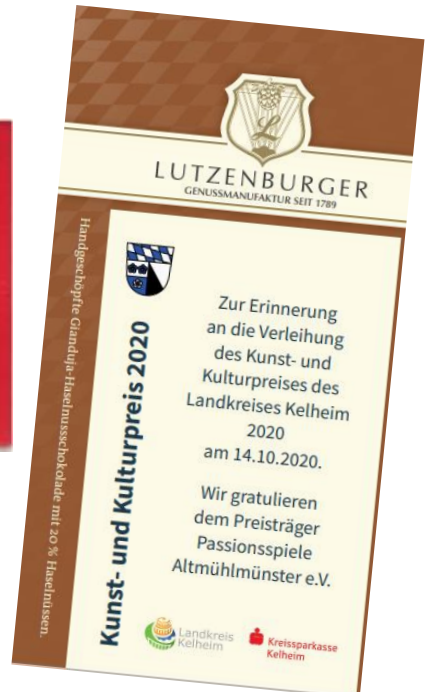 LUTZENBURGER
GENUSSMANUFAKTUR SEIT 1789
Handgeschöpfte Gianduja-Haselnussschokolade mit 20 % Haselnüssen.
Kunst- und Kulturpreis 2020
Zur Erinnerung
an die Verleihung
des Kunst- und
Kulturpreises des
Landkreises Kelheim
2020
am 14.10.2020.
Wir gratulieren
dem Preisträger
Passionsspiele
Altmühlmünster e.V.
Landkreis
Kelheim
Kreissparkasse
Kelheim